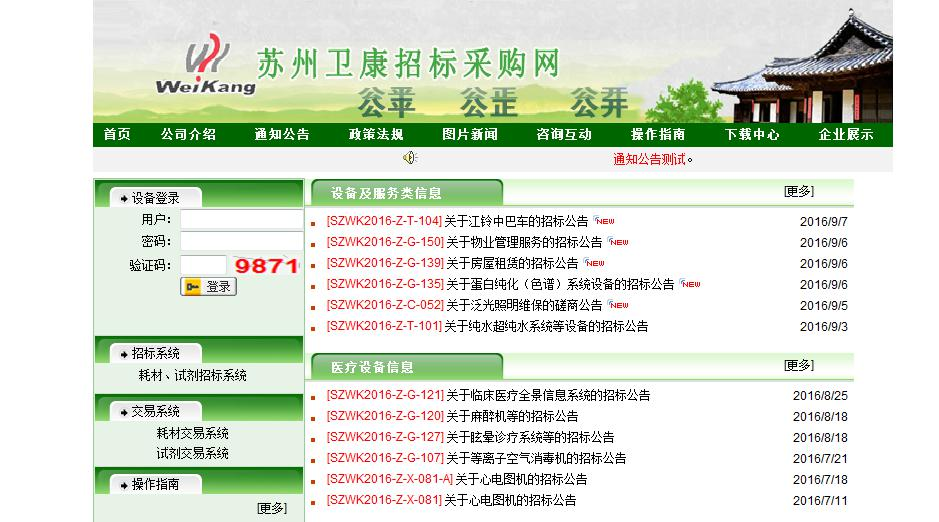 WeiKang 苏州卫康招标采购网
公平 公正 公开
首页 公司介绍 通知公告 政策法规 图片新闻 咨询互动 操作指南 下载中心 企业展示
通知公告测试。
设备登录
用户：
密码：
验证码： 9871
登录
招标系统
耗材、试剂招标系统
交易系统
耗材交易系统
试剂交易系统
操作指南
[更多]
设备及服务类信息 [更多]
[SZWK2016-Z-T-104] 关于江铃中巴车的招标公告 NEW 2016/9/7
[SZWK2016-Z-G-150] 关于物业管理服务的招标公告 NEW 2016/9/6
[SZWK2016-Z-G-139] 关于房屋租赁的招标公告 NEW 2016/9/6
[SZWK2016-Z-G-135] 关于蛋白纯化（色谱）系统设备的招标公告 NEW 2016/9/6
[SZWK2016-Z-C-052] 关于泛光照明维保的磋商公告 NEW 2016/9/5
[SZWK2016-Z-T-101] 关于纯水超纯水系统等设备的招标公告 2016/9/3
医疗设备信息 [更多]
[SZWK2016-Z-G-121] 关于临床医疗全景信息系统的招标公告 2016/8/25
[SZWK2016-Z-G-120] 关于麻醉机等的招标公告 2016/8/18
[SZWK2016-Z-G-127] 关于眩晕诊疗系统等的招标公告 2016/8/18
[SZWK2016-Z-G-107] 关于等离子空气消毒机的招标公告 2016/7/21
[SZWK2016-Z-X-081-A] 关于心电图机的招标公告 2016/7/18
[SZWK2016-Z-X-081] 关于心电图机的招标公告 2016/7/11